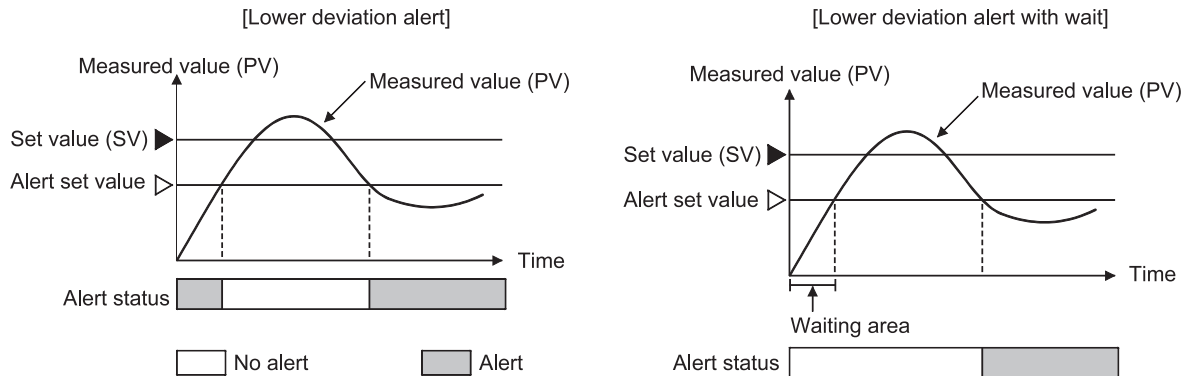 [Lower deviation alert]
Measured value (PV)
Measured value (PV)
Set value (SV)
Alert set value
Time
Alert status
No alert
Alert
[Lower deviation alert with wait]
Measured value (PV)
Measured value (PV)
Set value (SV)
Alert set value
Time
Waiting area
Alert status